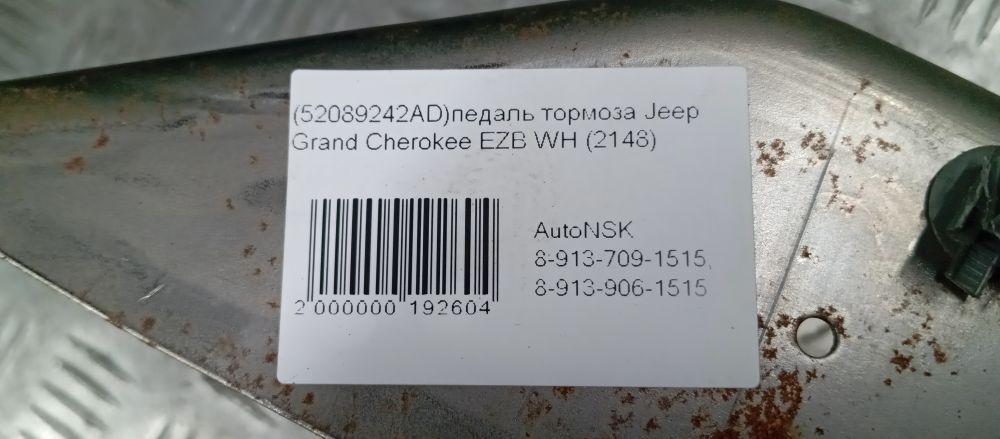 (52089242AD)педаль тормоза Jeep
Grand Cherokee EZB WH (2148)
AutoNSK
8-913-709-1515,
8-913-906-1515
2 000000 192604